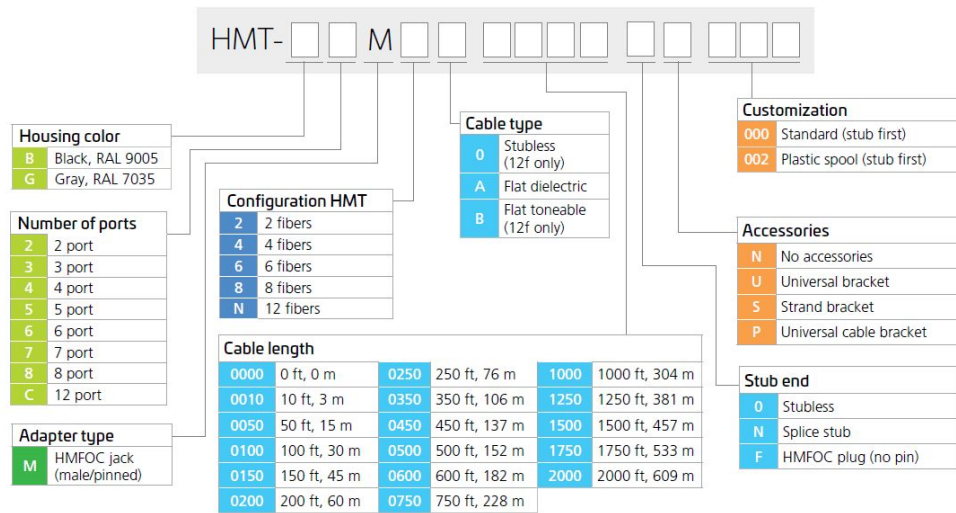 HMT- M
Housing color
B Black, RAL 9005
G Gray, RAL 7035
Number of ports
2 2 port
3 3 port
4 4 port
5 5 port
6 6 port
7 7 port
8 8 port
C 12 port
Adapter type
M HMFOC jack
(male/pinned)
Configuration HMT
2 2 fibers
4 4 fibers
6 6 fibers
8 8 fibers
N 12 fibers
Cable type
0 Stubless
(12f only)
A Flat dielectric
B Flat toneable
(12f only)
Cable length
0000 0 ft, 0 m 0250 250 ft, 76 m 1000 1000 ft, 304 m
0010 10 ft, 3 m 0350 350 ft, 106 m 1250 1250 ft, 381 m
0050 50 ft, 15 m 0450 450 ft, 137 m 1500 1500 ft, 457 m
0100 100 ft, 30 m 0500 500 ft, 152 m 1750 1750 ft, 533 m
0150 150 ft, 45 m 0600 600 ft, 182 m 2000 2000 ft, 609 m
0200 200 ft, 60 m 0750 750 ft, 228 m
Customization
000 Standard (stub first)
002 Plastic spool (stub first)
Accessories
N No accessories
U Universal bracket
S Strand bracket
P Universal cable bracket
Stub end
0 Stubless
N Splice stub
F HMFOC plug (no pin)